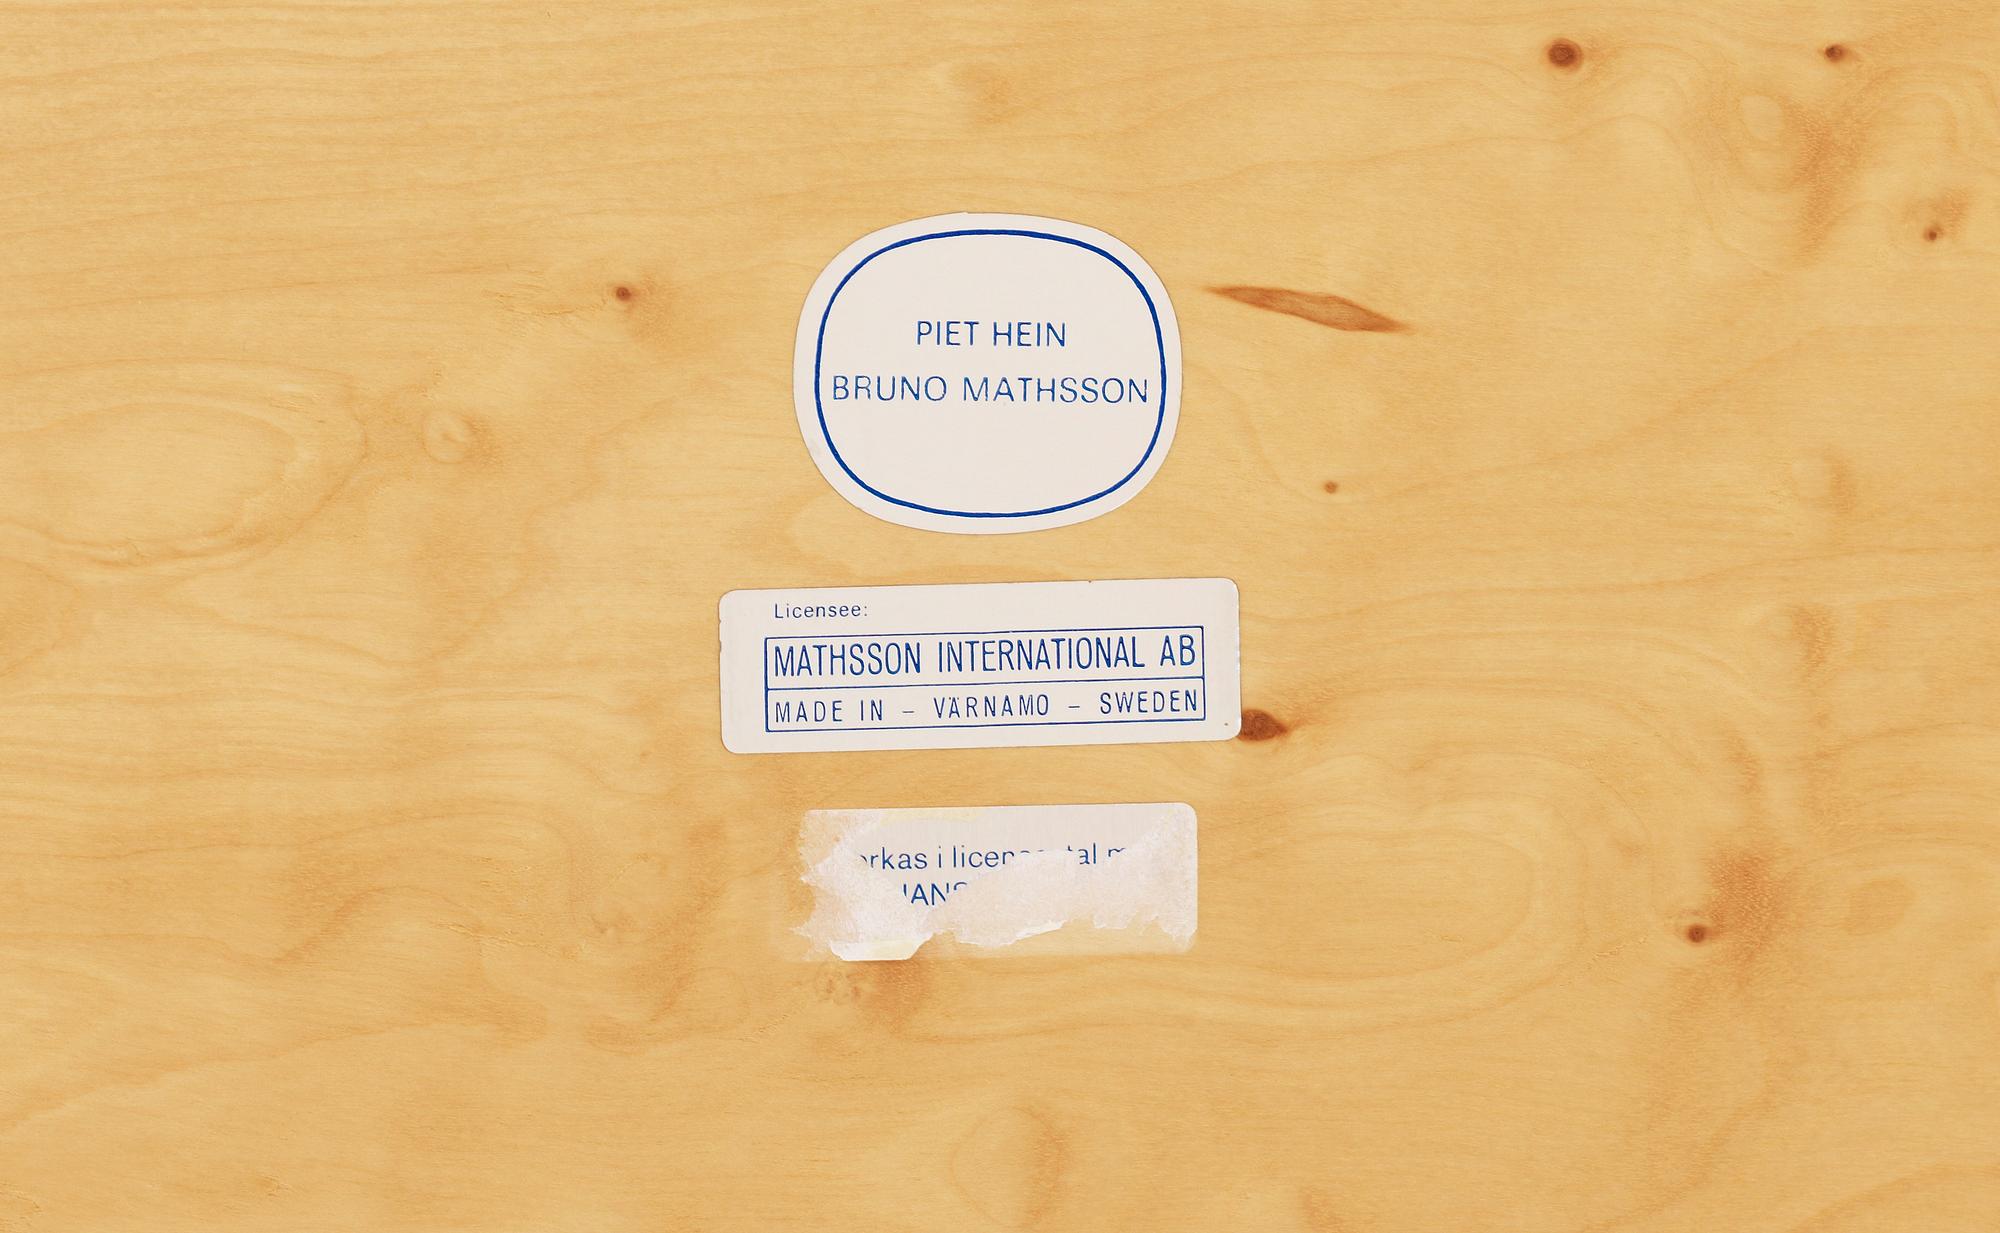 PIET HEIN
BRUNO MATHSSON
Licensee:
MATHSSON INTERNATIONAL AB
MADE IN – VÄRNAMO – SWEDEN
i